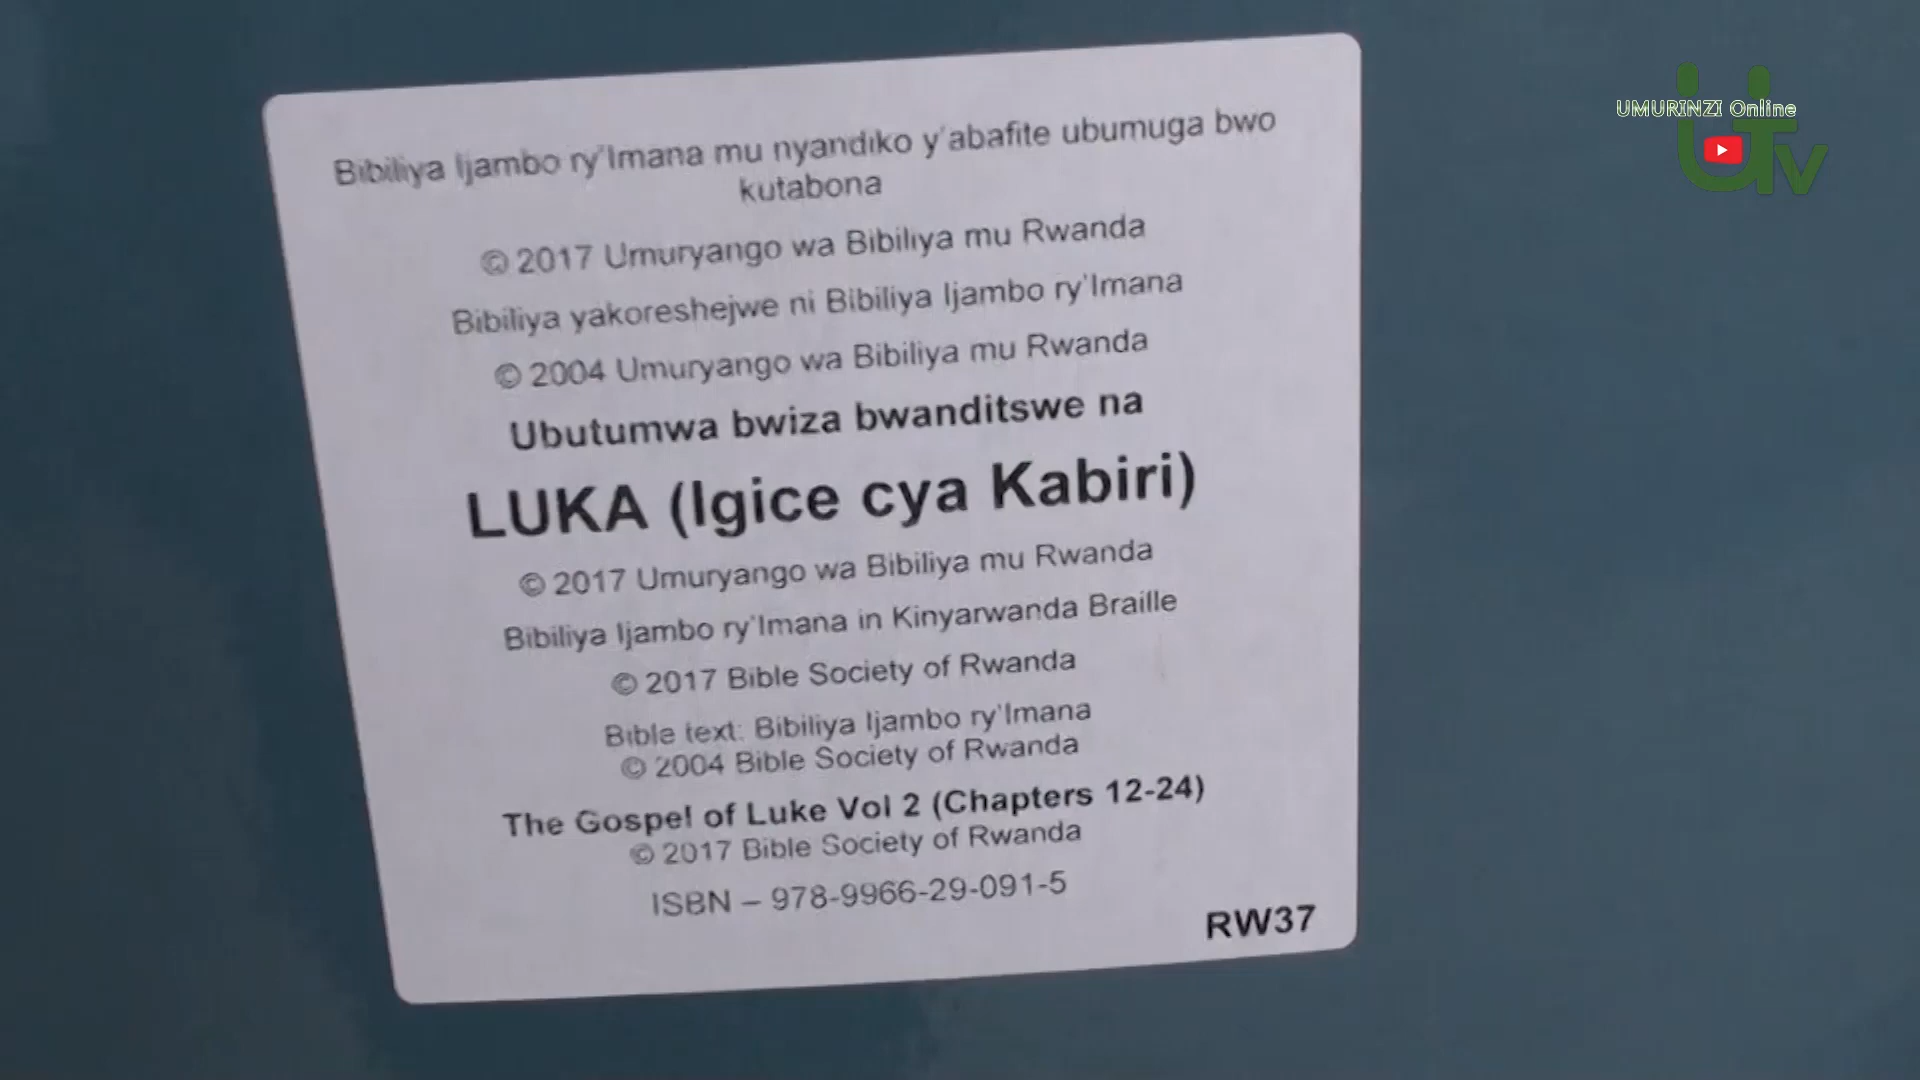 Bibiliya Ijambo ry'Imana mu nyandiko y'abafite ubumuga bwo
kutabona
© 2017 Umuryango wa Bibiliya mu Rwanda
Bibiliya yakoreshejwe ni Bibiliya Ijambo ry'Imana
© 2004 Umuryango wa Bibiliya mu Rwanda
Ubutumwa bwiza bwanditswe na
LUKA (Igice cya Kabiri)
© 2017 Umuryango wa Bibiliya mu Rwanda
Bibiliya Ijambo ry'Imana in Kinyarwanda Braille
© 2017 Bible Society of Rwanda
Bible text: Bibiliya Ijambo ry'Imana
© 2004 Bible Society of Rwanda
The Gospel of Luke Vol 2 (Chapters 12-24)
© 2017 Bible Society of Rwanda
ISBN – 978-9966-29-091-5
RW37
UMURINZI Online
UTv